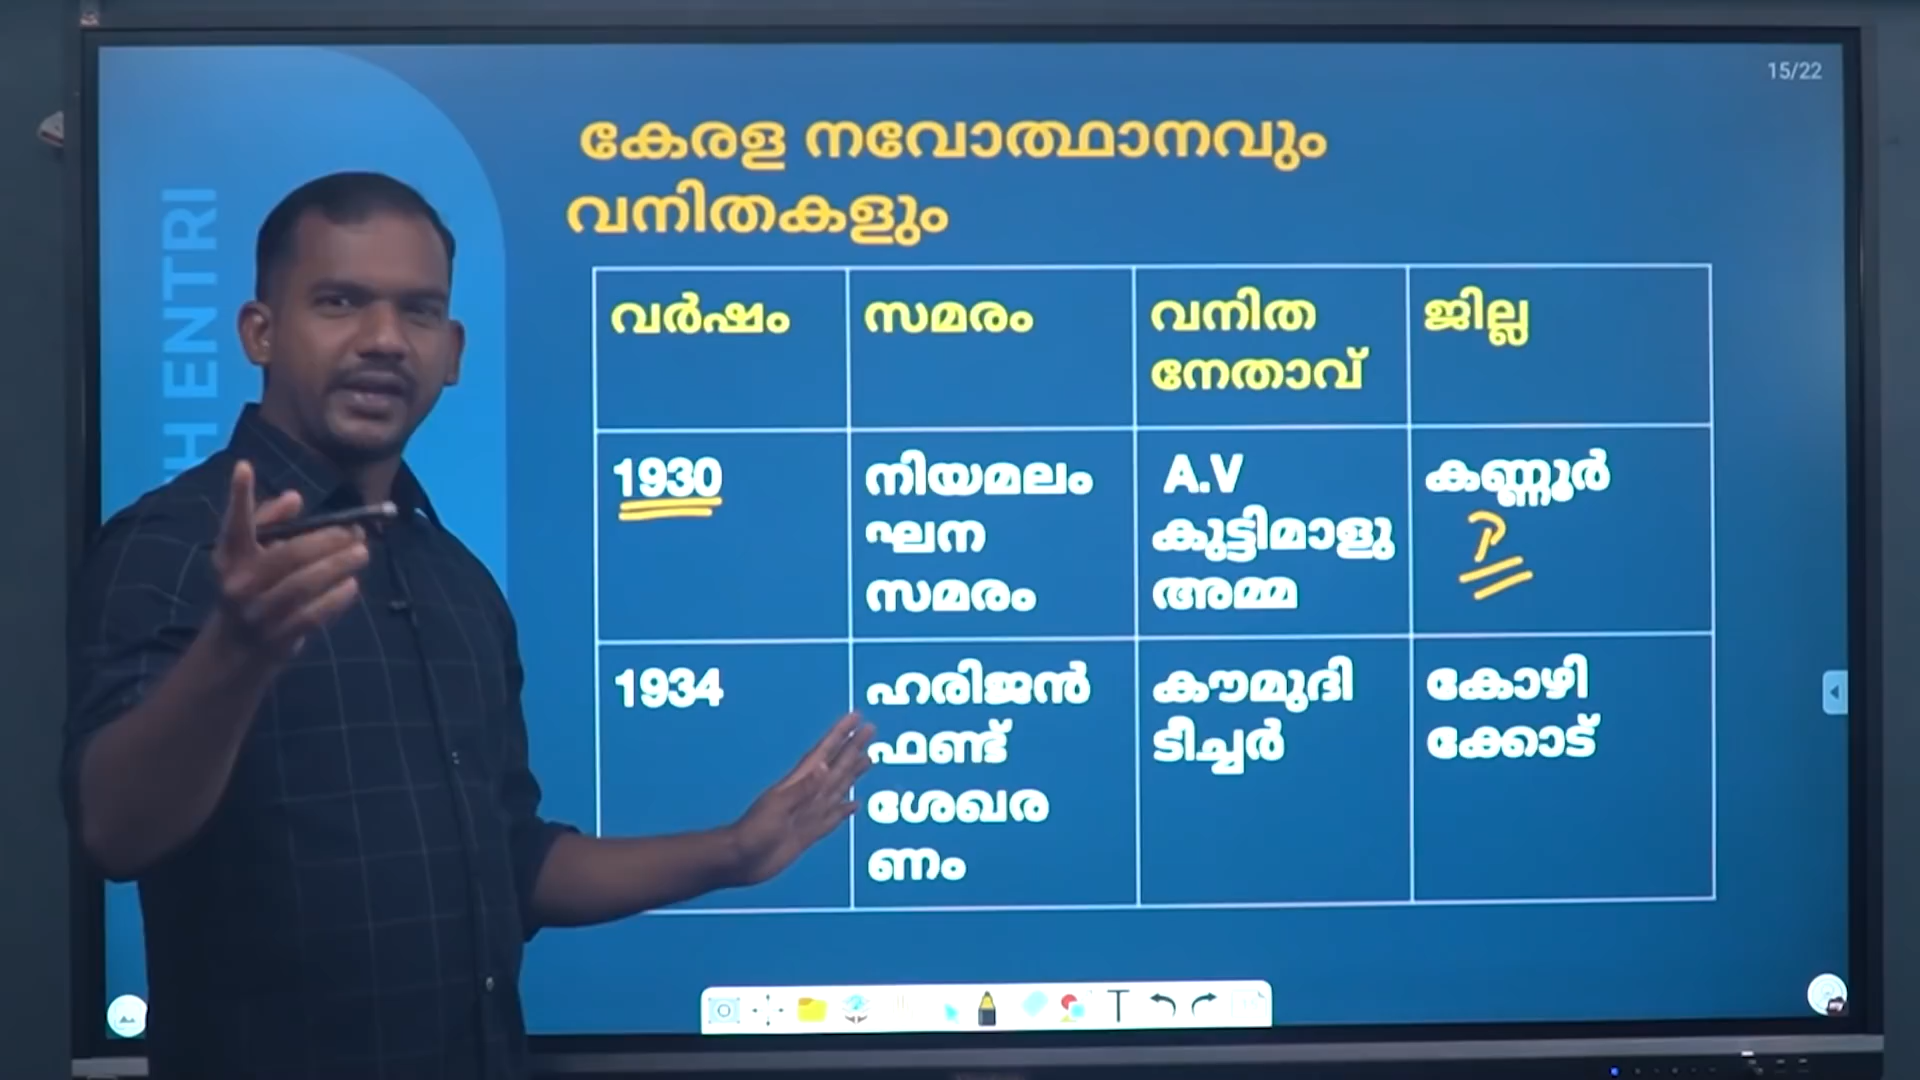 15/22
കേരള നവോത്ഥാനവും
വനിതകളും
H ENTRI
വർഷം
സമരം
വനിത
നേതാവ്
ജില്ല
1930
നിയമലം
ഘന
സമരം
A.V
കുട്ടിമാളു
അമ്മ
കണ്ണൂർ
1934
ഹരിജൻ
ഫണ്ട്
ശേഖര
ണം
കൗമുദി
ടീച്ചർ
കോഴി
ക്കോട്